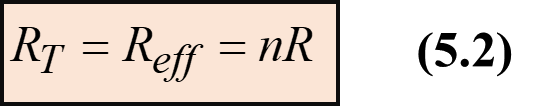 R_T = R_eff = nR (5.2)